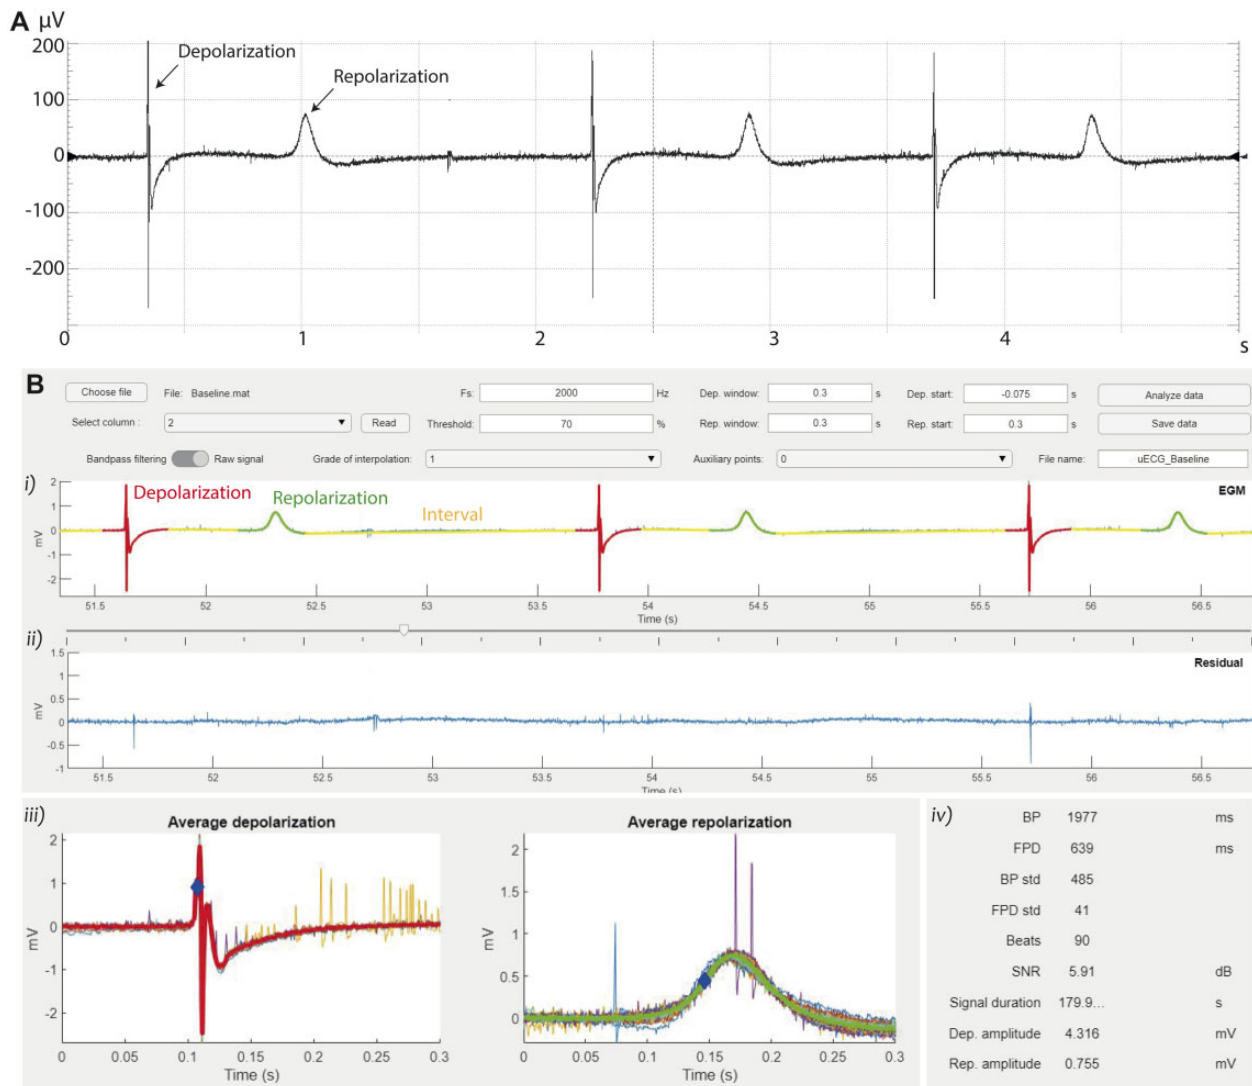 A
µV
Depolarization
Repolarization
200
100
0
-100
-200
0 1 2 3 4 s
B
Choose file File: Baseline.mat Fs: 2000 Hz Dep. window: 0.3 s Dep. start: -0.075 s Analyze data
Select column : 2 Read Threshold: 70 % Rep. window: 0.3 s Rep. start: 0.3 s Save data
Bandpass filtering Raw signal Grade of interpolation: 1 Auxiliary points: 0 File name: uECG_Baseline
i)
Depolarization Repolarization Interval EGM
2
1
0
-1
-2
mV
51.5 52 52.5 53 53.5 54 54.5 55 55.5 56 56.5
Time (s)
ii)
Residual
1.5
1
0.5
0
-0.5
-1
mV
51.5 52 52.5 53 53.5 54 54.5 55 55.5 56 56.5
Time (s)
iii)
Average depolarization
2
1
0
-1
-2
mV
0 0.05 0.1 0.15 0.2 0.25 0.3
Time (s)
Average repolarization
2
1.5
1
0.5
0
mV
0 0.05 0.1 0.15 0.2 0.25 0.3
Time (s)
iv)
BP 1977 ms
FPD 639 ms
BP std 485
FPD std 41
Beats 90
SNR 5.91 dB
Signal duration 179.9... s
Dep. amplitude 4.316 mV
Rep. amplitude 0.755 mV